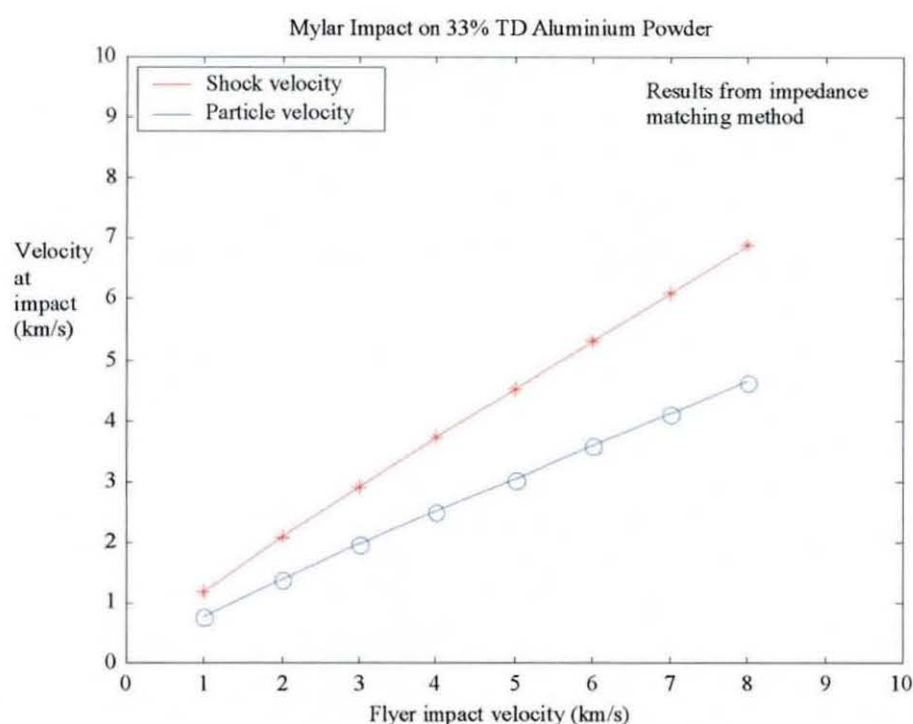 Mylar Impact on 33% TD Aluminium Powder
10
9
8
7
6
5
4
3
2
1
0
Shock velocity
Particle velocity
Results from impedance
matching method
Velocity
at
impact
(km/s)
0 1 2 3 4 5 6 7 8 9 10
Flyer impact velocity (km/s)